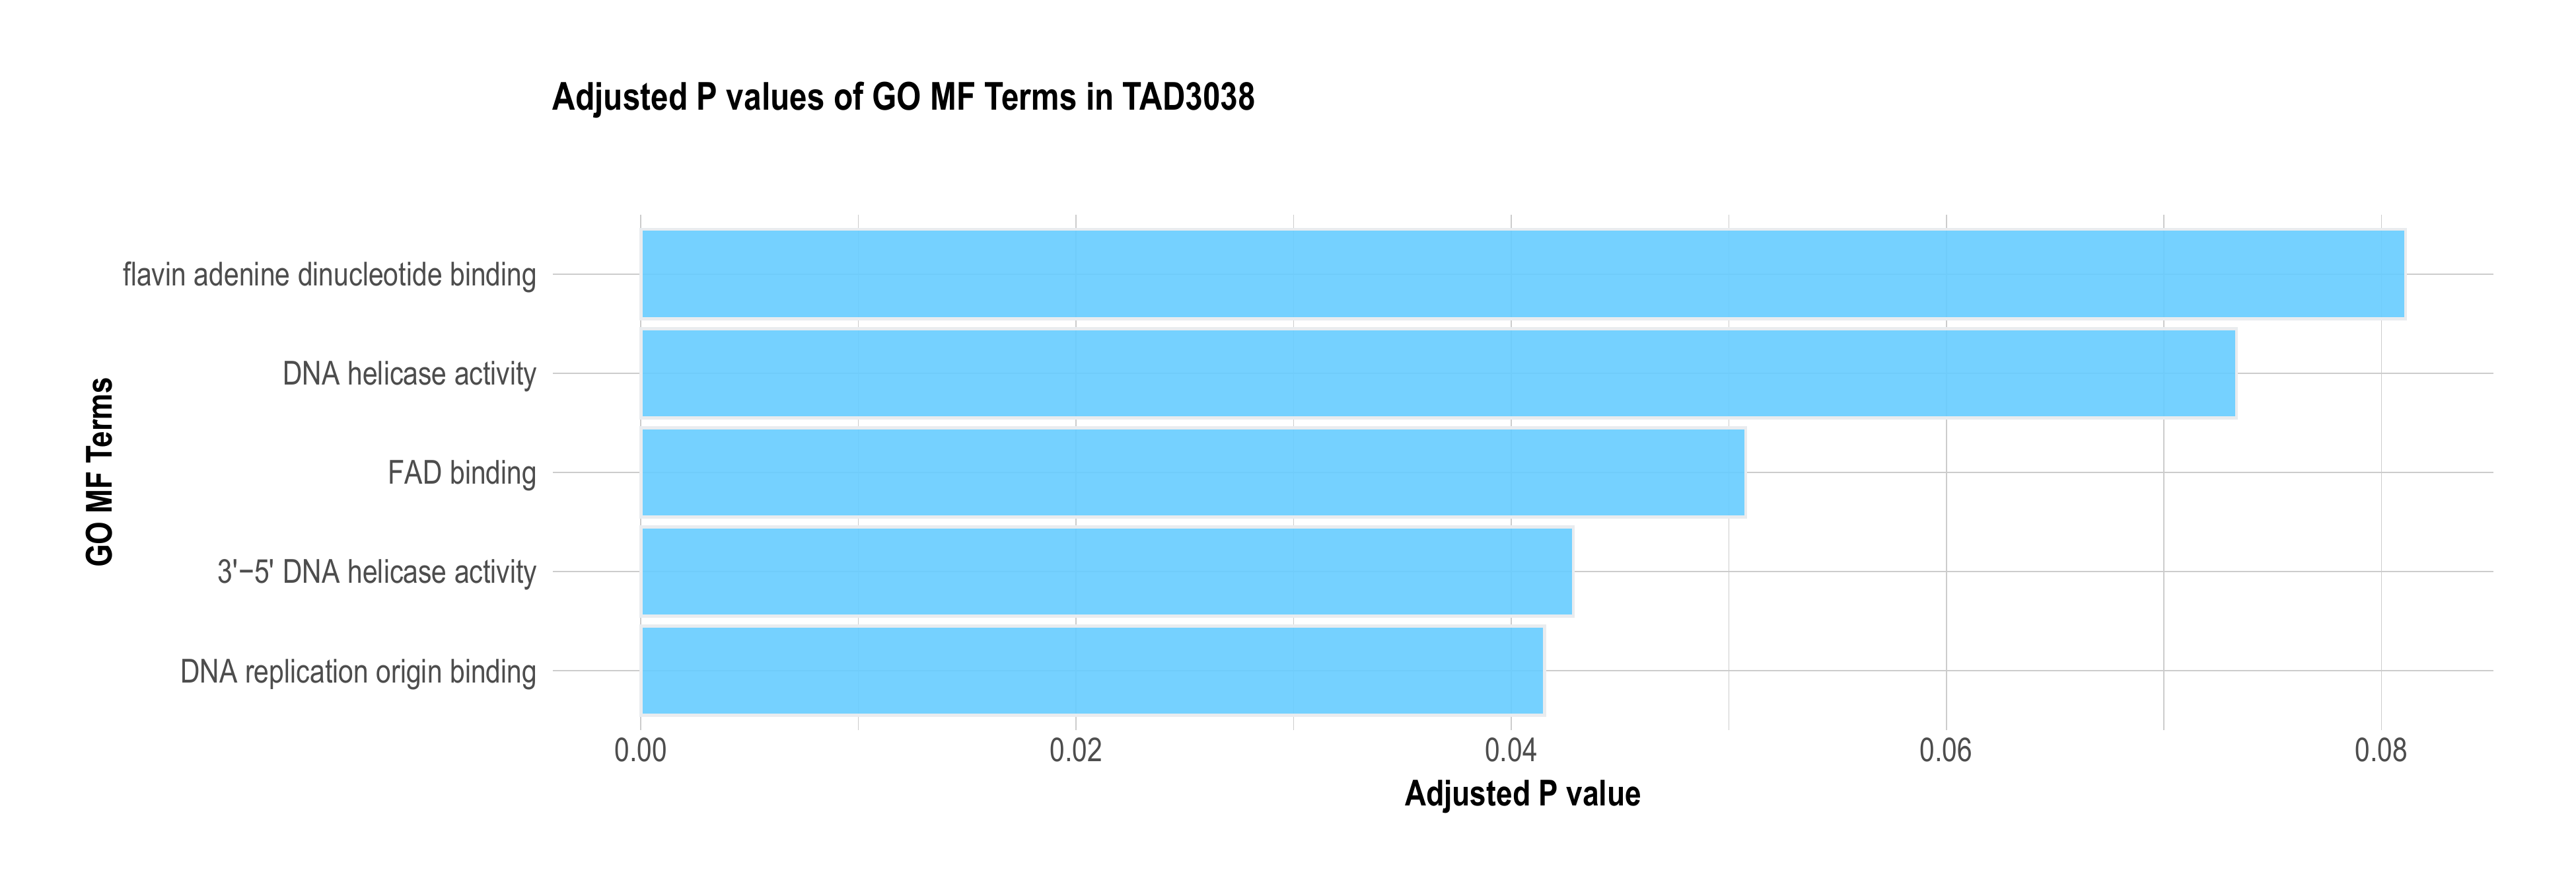 Adjusted P values of GO MF Terms in TAD3038
GO MF Terms
flavin adenine dinucleotide binding
DNA helicase activity
FAD binding
3'−5' DNA helicase activity
DNA replication origin binding
0.00 0.02 0.04 0.06 0.08
Adjusted P value